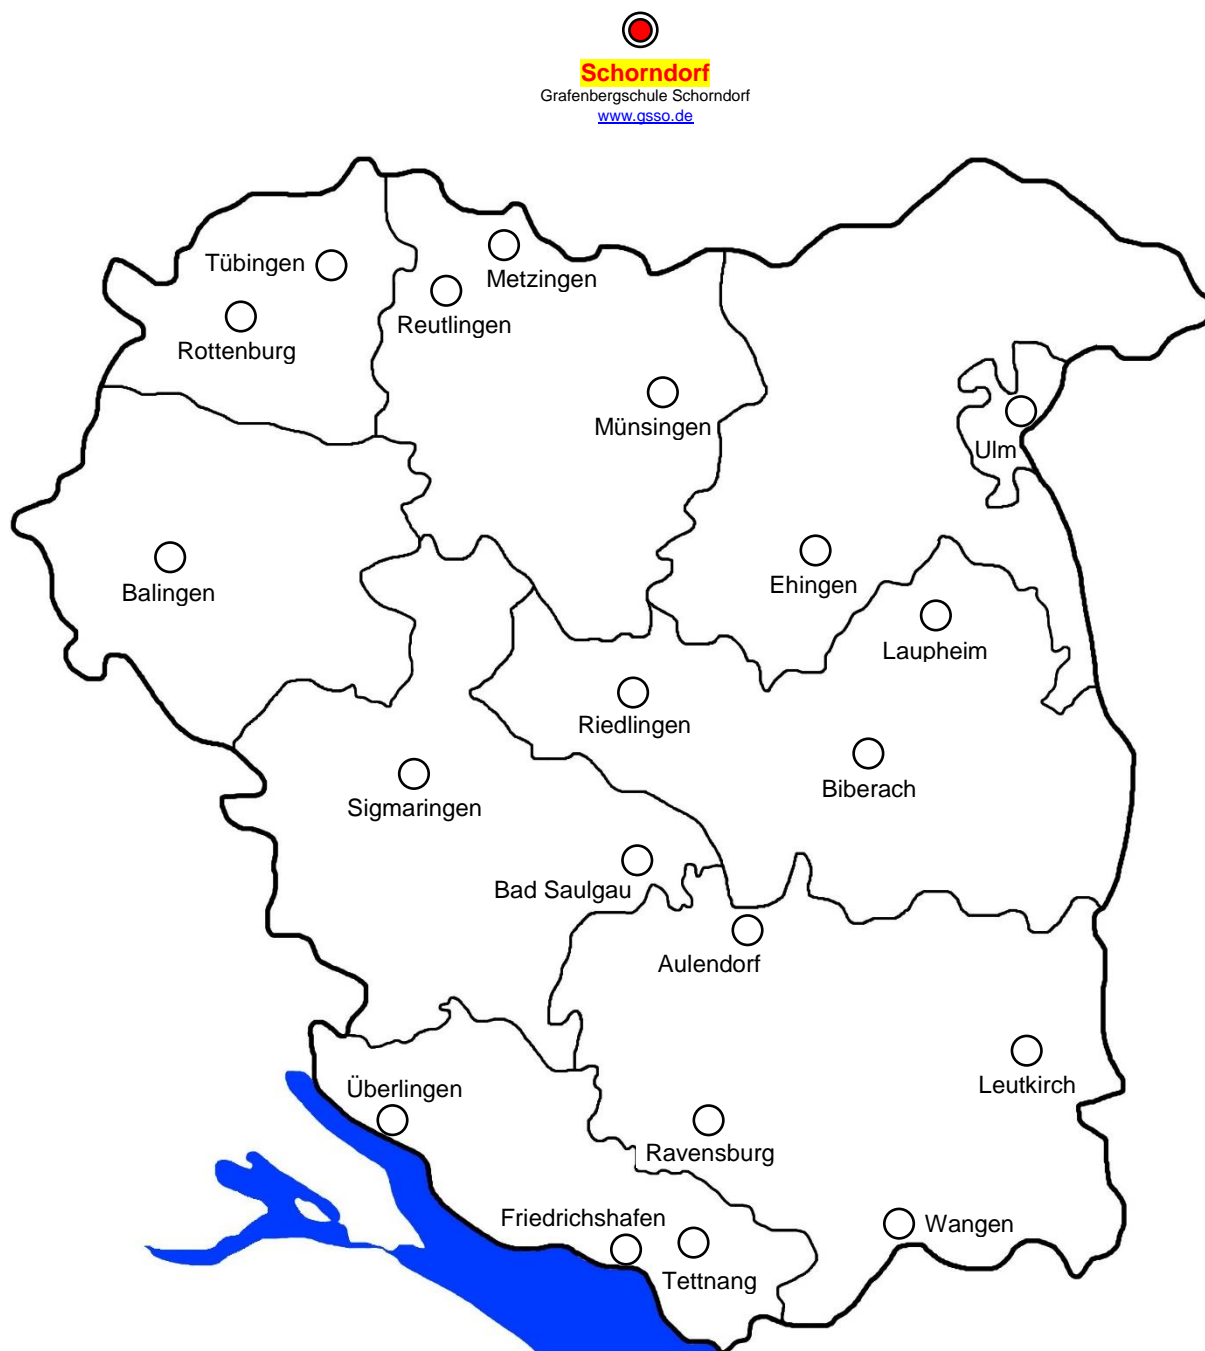 Schorndorf
Grafenbergschule Schorndorf
www.gsso.de
Tübingen
Metzingen
Reutlingen
Rottenburg
Münsingen
Ulm
Balingen
Ehingen
Laupheim
Riedlingen
Biberach
Sigmaringen
Bad Saulgau
Aulendorf
Leutkirch
Überlingen
Ravensburg
Friedrichshafen
Wangen
Tettnang